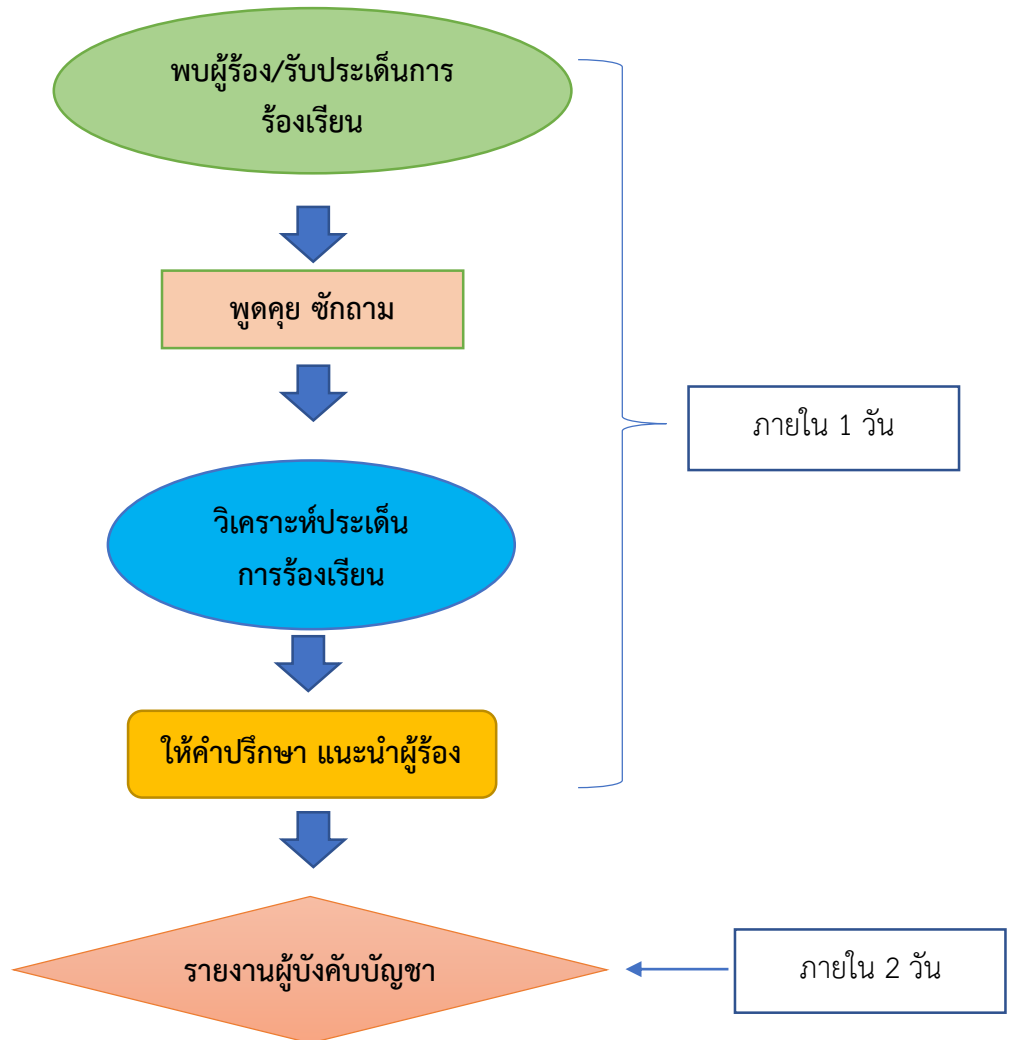 พบผู้ร้อง/รับประเด็นการ
ร้องเรียน
พูดคุย ซักถาม
ภายใน 1 วัน
วิเคราะห์ประเด็น
การร้องเรียน
ให้คำปรึกษา แนะนำผู้ร้อง
รายงานผู้บังคับบัญชา
ภายใน 2 วัน